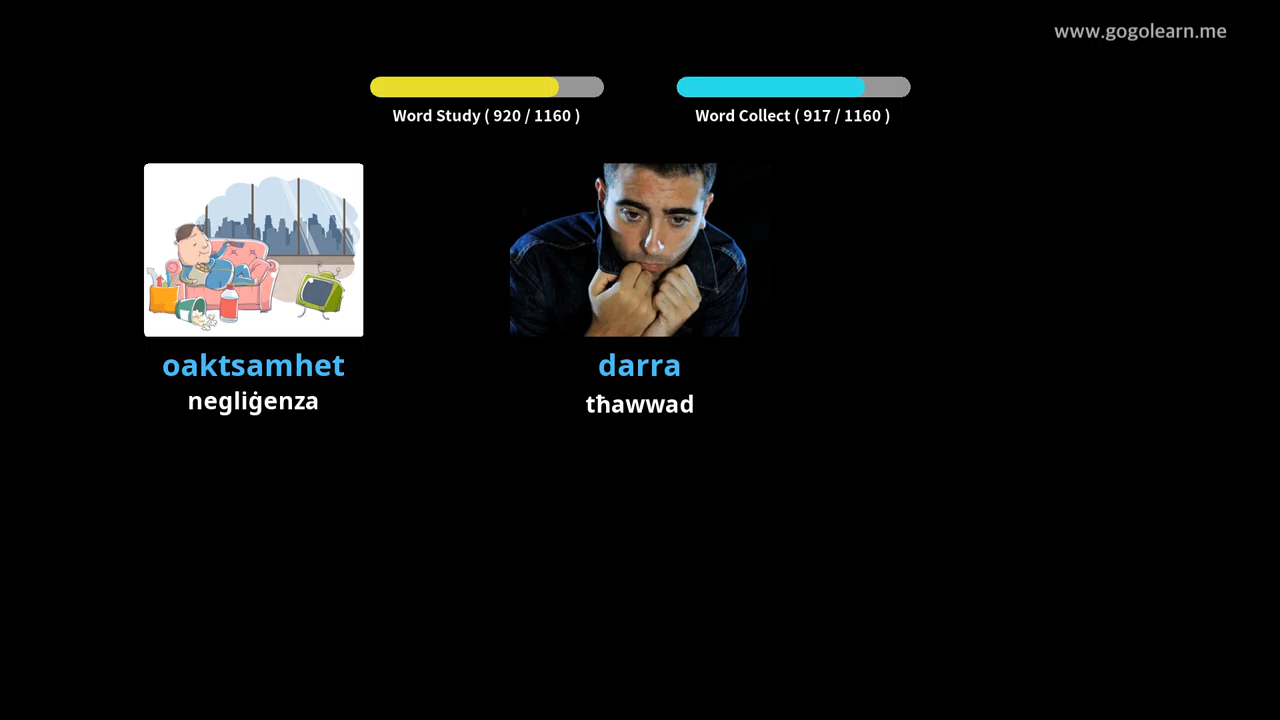 www.gogolearn.me
Word Study ( 920 / 1160 )
Word Collect ( 917 / 1160 )
oaktsamhet
negliġenza
darra
tħawwad